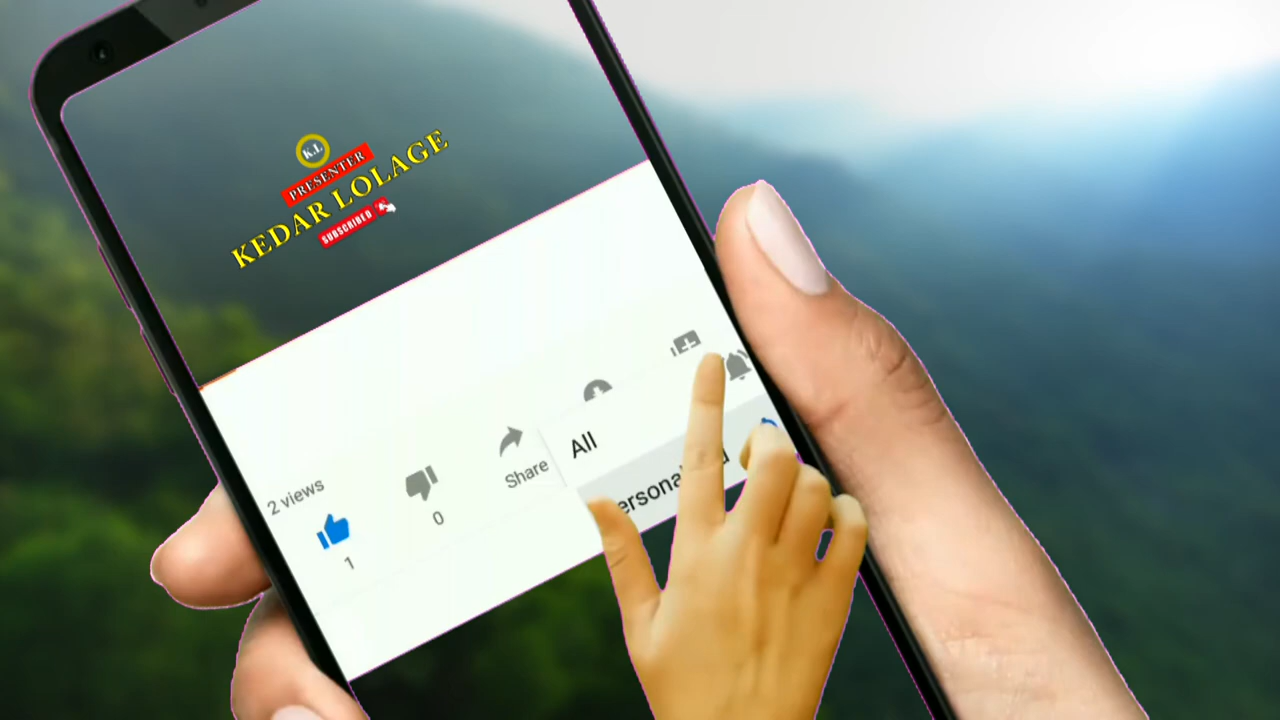 K.L
PRESENTER
KEDAR LOLAGE
SUBSCRIBED
2 views
1
0
Share
All